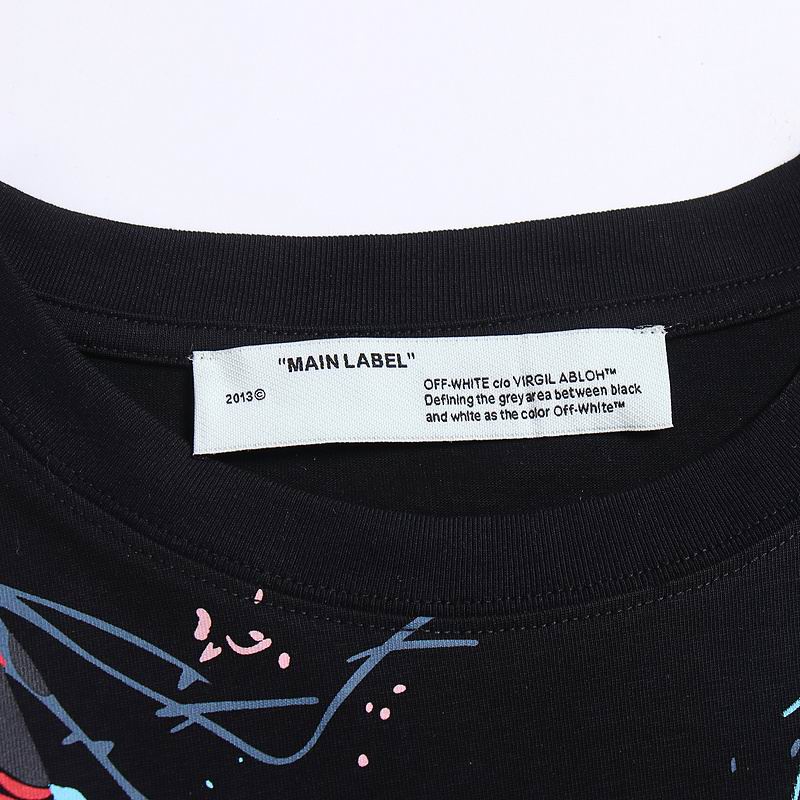 "MAIN LABEL"
2013©
OFF-WHITE c/o VIRGIL ABLOH™
Defining the grey area between black
and white as the color Off-White™